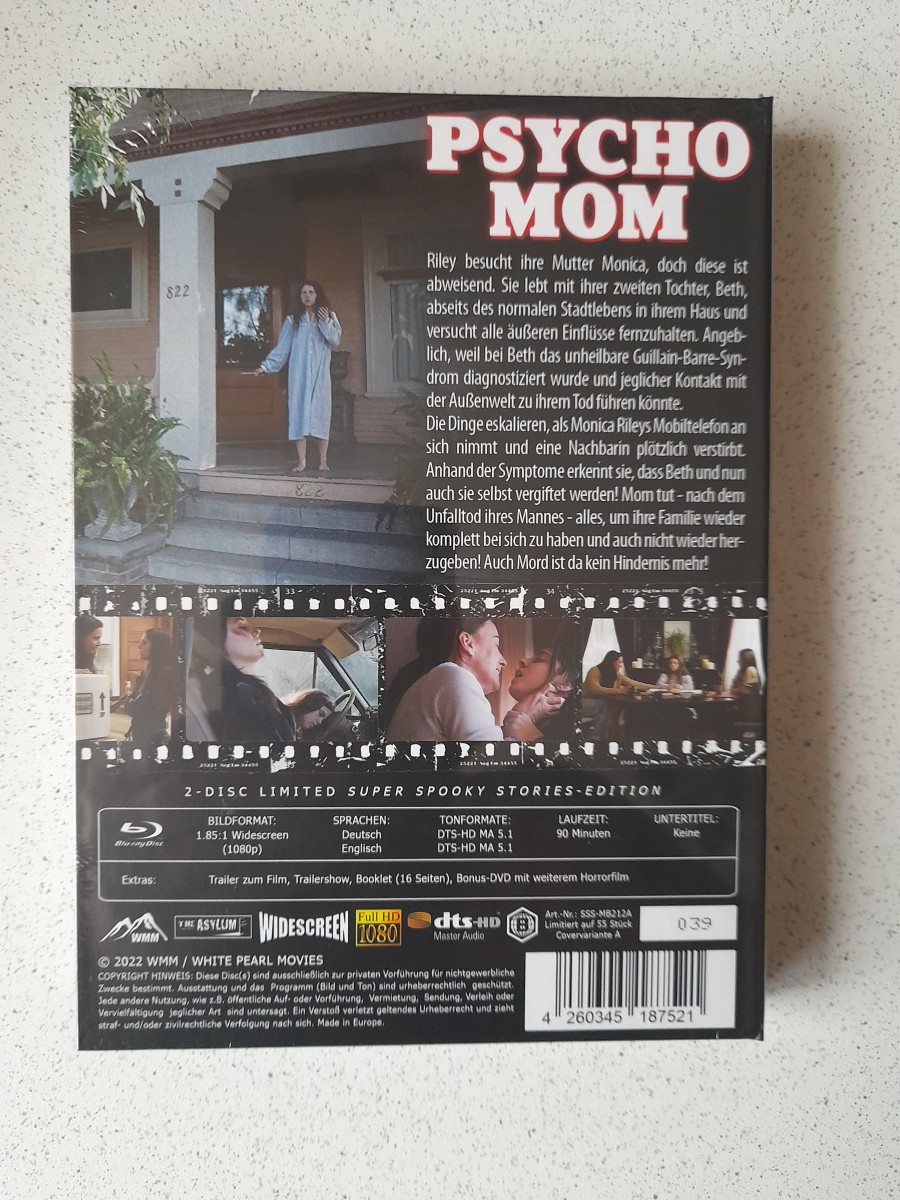 PSYCHO
MOM
Riley besucht ihre Mutter Monica, doch diese ist
abweisend. Sie lebt mit ihrer zweiten Tochter, Beth,
abseits des normalen Stadtlebens in ihrem Haus und
versucht alle äußeren Einflüsse fernzuhalten. Angeb-
lich, weil bei Beth das unheilbare Guillain-Barre-Syn-
drom diagnostiziert wurde und jeglicher Kontakt mit
der Außenwelt zu ihrem Tod führen könnte.
Die Dinge eskalieren, als Monica Rileys Mobiltelefon an
sich nimmt und eine Nachbarin plötzlich verstirbt.
Anhand der Symptome erkennt sie, dass Beth und nun
auch sie selbst vergiftet werden! Mom tut - nach dem
Unfalltod ihres Mannes - alles, um ihre Familie wieder
komplett bei sich zu haben und auch nicht wieder her-
zugeben! Auch Mord ist da kein Hindernis mehr!
822
822
33
34
2-DISC LIMITED SUPER SPOOKY STORIES-EDITION
Blu-ray Disc
BILDFORMAT: SPRACHEN: TONFORMATE: LAUFZEIT: UNTERTITEL:
1.85:1 Widescreen Deutsch DTS-HD MA 5.1 90 Minuten Keine
(1080p) Englisch DTS-HD MA 5.1
Extras: Trailer zum Film, Trailershow, Booklet (16 Seiten), Bonus-DVD mit weiterem Horrorfilm
WMM THE ASYLUM WIDESCREEN Full HD 1080 dts-HD Master Audio
Art.-Nr.: SSS-MB212A
Limitiert auf 55 Stück
Covervariante A
039
© 2022 WMM / WHITE PEARL MOVIES
COPYRIGHT HINWEIS: Diese Disc(s) sind ausschließlich zur privaten Vorführung für nichtgewerbliche
Zwecke bestimmt. Ausstattung und das Programm (Bild und Ton) sind urheberrechtlich geschützt.
Jede andere Nutzung, wie z.B. öffentliche Auf- oder Vorführung, Vermietung, Sendung, Verleih oder
Vervielfältigung jeglicher Art sind untersagt. Ein Verstoß verletzt geltendes Urheberrecht und zieht
straf- und/oder zivilrechtliche Verfolgung nach sich. Made in Europe.
4 260345 187521